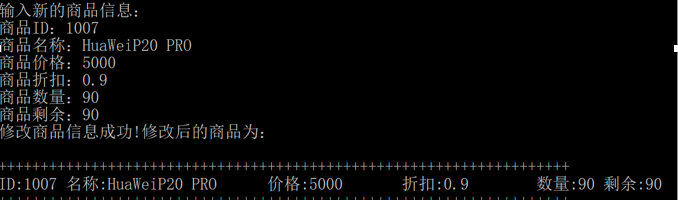 输入新的商品信息:
商品ID: 1007
商品名称: HuaWeiP20 PRO
商品价格: 5000
商品折扣: 0.9
商品数量: 90
商品剩余: 90
修改商品信息成功!修改后的商品为:
++++++++++++++++++++++++++++++++++++++++++++++++++++++++++++++++++++
ID:1007 名称:HuaWeiP20 PRO 价格:5000 折扣:0.9 数量:90 剩余:90